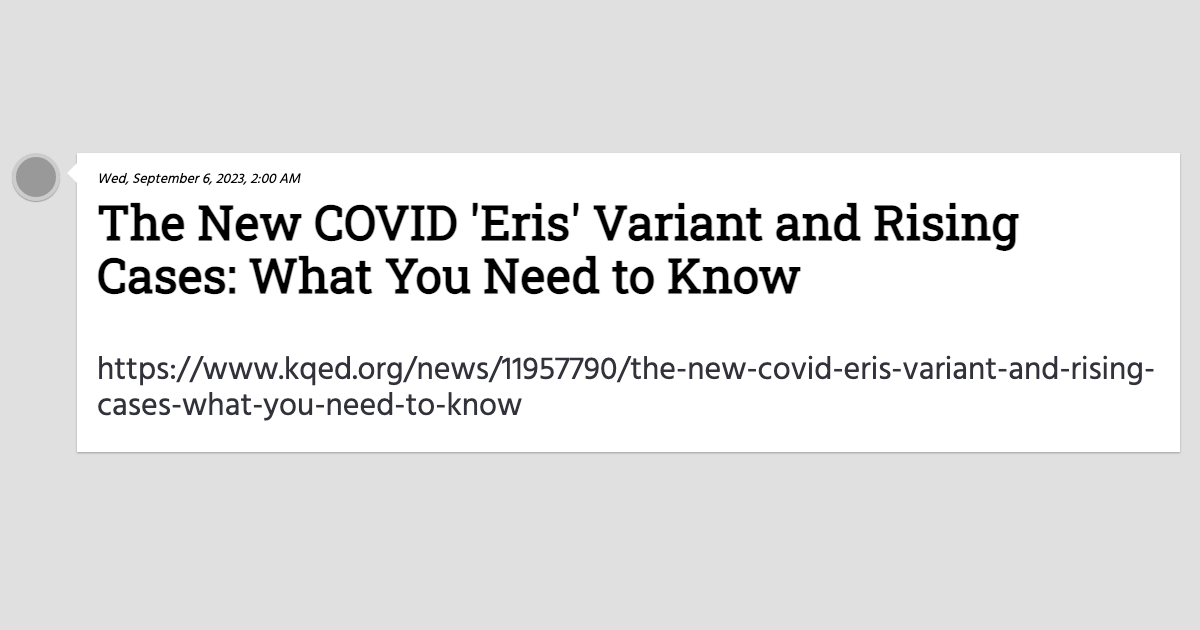 Wed, September 6, 2023, 2:00 AM
The New COVID 'Eris' Variant and Rising
Cases: What You Need to Know
https://www.kqed.org/news/11957790/the-new-covid-eris-variant-and-rising-
cases-what-you-need-to-know